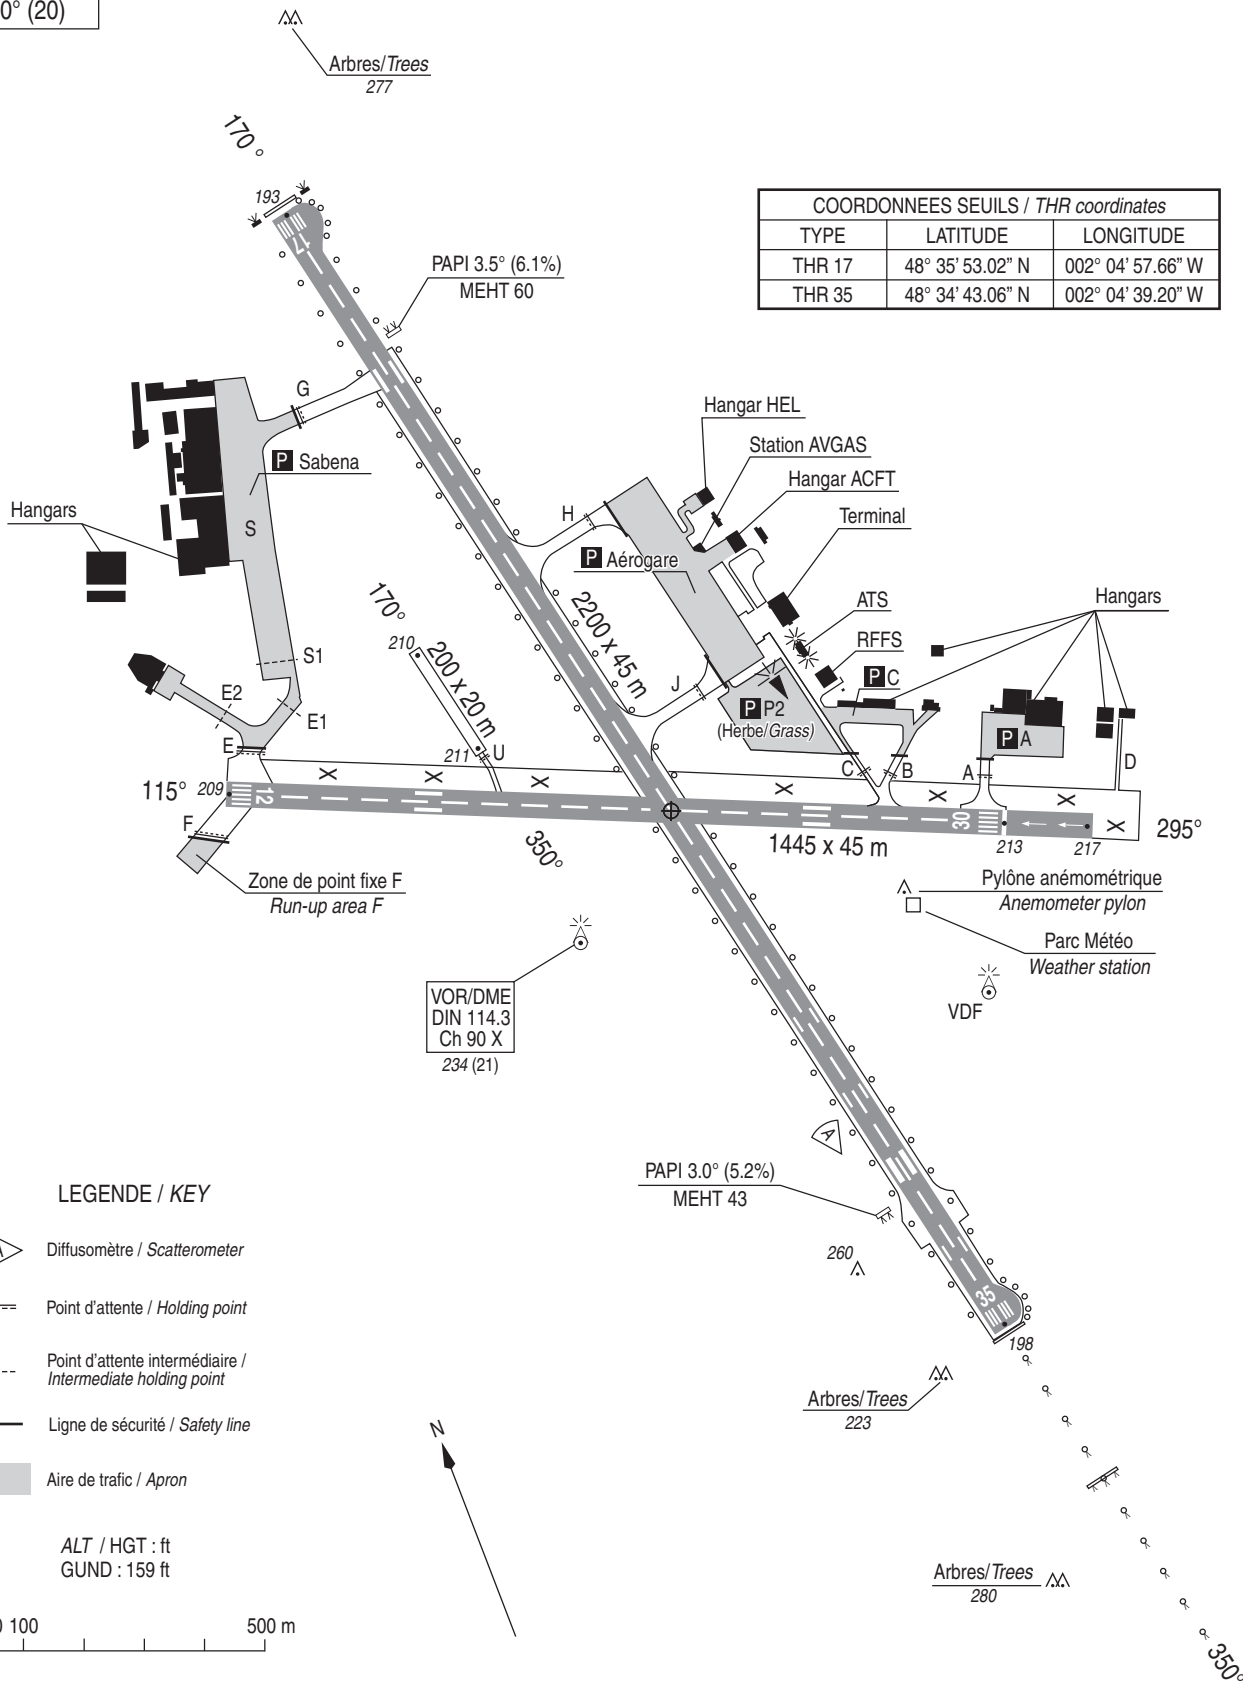 0° (20)
Arbres/Trees
277
170 °
193
17
PAPI 3.5° (6.1%)
MEHT 60
COORDONNEES SEUILS / THR coordinates
TYPE LATITUDE LONGITUDE
THR 17 48° 35' 53.02" N 002° 04' 57.66" W
THR 35 48° 34' 43.06" N 002° 04' 39.20" W
G
P Sabena
Hangars
S
S1
E2
E1
E
Hangar HEL
Station AVGAS
Hangar ACFT
Terminal
H
P Aérogare
ATS
RFFS
Hangars
P C
P A
J
P P2
(Herbe/Grass)
170°
210
200 x 20 m
2200 x 45 m
211 U
C B A D
X X X X X X X
115° 209 12
30
213 217 295°
1445 x 45 m
F
350°
Zone de point fixe F
Run-up area F
Pylône anémométrique
Anemometer pylon
Parc Météo
Weather station
VDF
VOR/DME
DIN 114.3
Ch 90 X
234 (21)
A
PAPI 3.0° (5.2%)
MEHT 43
260
35
198
Arbres/Trees
223
Arbres/Trees
280
350°
LEGENDE / KEY
Diffusomètre / Scatterometer
Point d'attente / Holding point
Point d'attente intermédiaire /
Intermediate holding point
Ligne de sécurité / Safety line
Aire de trafic / Apron
N
ALT / HGT : ft
GUND : 159 ft
100 500 m